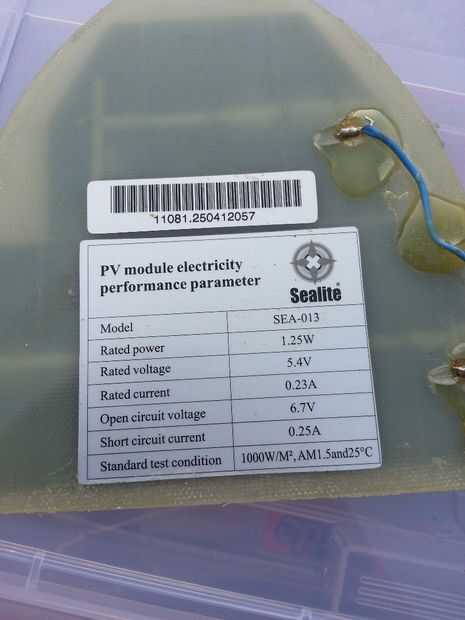 11081.250412057
PV module electricity
performance parameter
Sealite®
Model SEA-013
Rated power 1.25W
Rated voltage 5.4V
Rated current 0.23A
Open circuit voltage 6.7V
Short circuit current 0.25A
Standard test condition 1000W/M², AM1.5and25°C